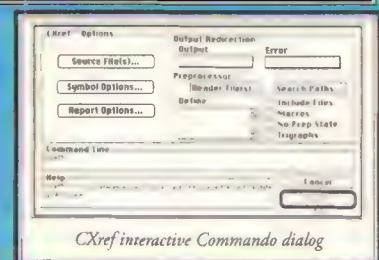 CXref Options
Output Redirection
Output
Error
Source File(s)...
Preprocessor
Symbol Options...
Header File(s)
Search Paths
Define
Include Files
Report Options...
Macros
No Prep State
Trigraphs
Command Line
Help
Cancel
CXref interactive Commando dialog